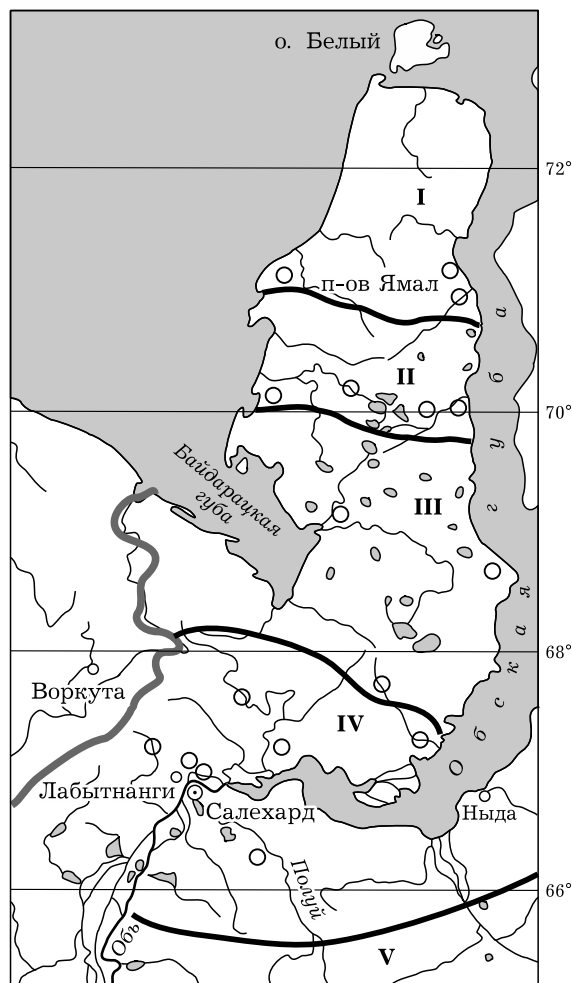 о. Белый
72°
I
п-ов Ямал
II
70°
Байдарацкая
губа
III
Обская губа
68°
Воркута
IV
Лабытнанги
Салехард
Ныда
Полуй
66°
Обь
V